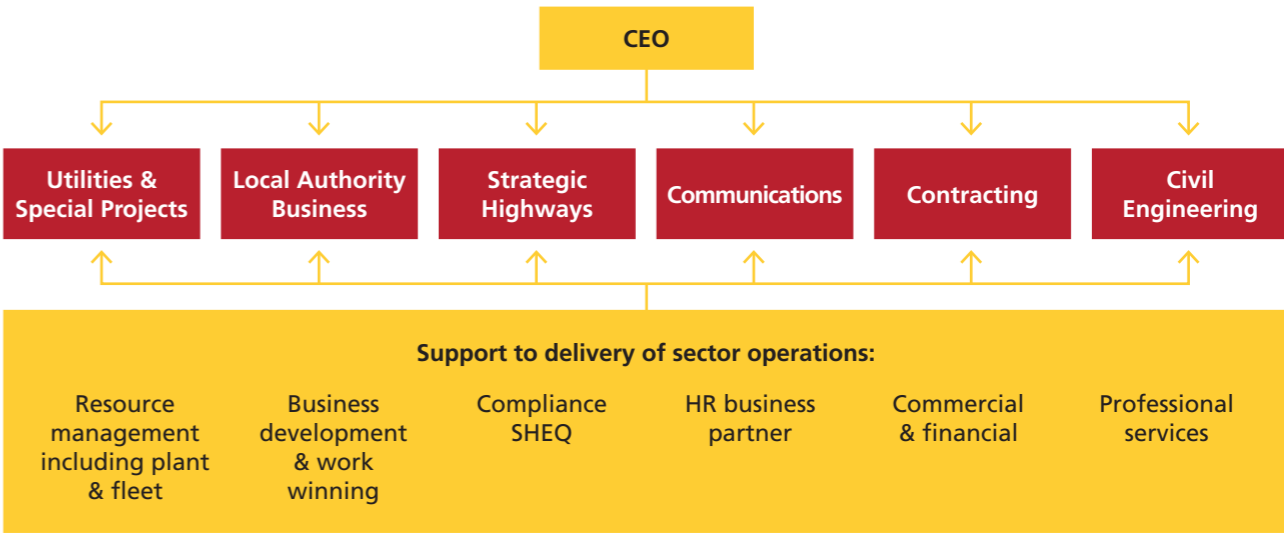 CEO
Utilities &
Special Projects
Local Authority
Business
Strategic
Highways
Communications
Contracting
Civil
Engineering
Support to delivery of sector operations:
Resource
management
including plant
& fleet
Business
development
& work
winning
Compliance
SHEQ
HR business
partner
Commercial
& financial
Professional
services